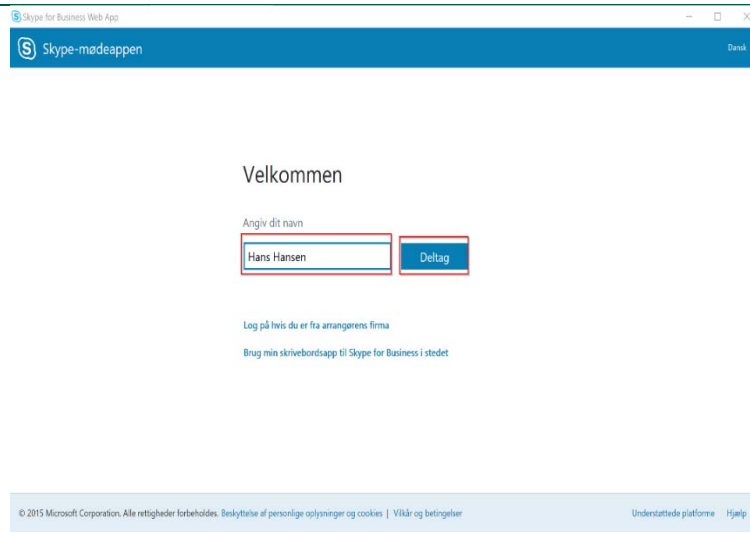 Skype for Business Web App
Skype-mødeappen
Dansk
Velkommen
Angiv dit navn
Hans Hansen
Deltag
Log på hvis du er fra arrangørens firma
Brug min skrivebordsapp til Skype for Business i stedet
© 2015 Microsoft Corporation. Alle rettigheder forbeholdes. Beskyttelse af personlige oplysninger og cookies | Vilkår og betingelser Understøttede platforme Hjælp